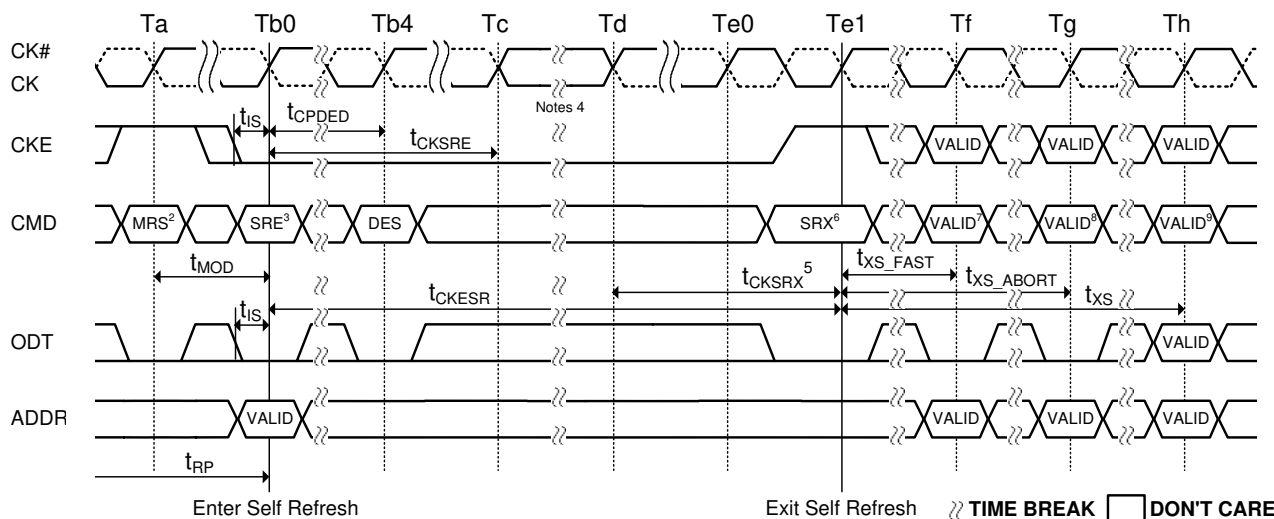 Ta Tb0 Tb4 Tc Td Te0 Te1 Tf Tg Th
CK#
CK
Notes 4
tIS tCPDED
CKE VALID VALID VALID
tCKSRE
CMD MRS2 SRE3 DES SRX6 VALID7 VALID8 VALID9
tMOD tXS_FAST
tCKSRX5 tXS_ABORT
tCKESR tXS
tIS
ODT VALID
ADDR VALID VALID VALID VALID
tRP
Enter Self Refresh Exit Self Refresh TIME BREAK DON'T CARE